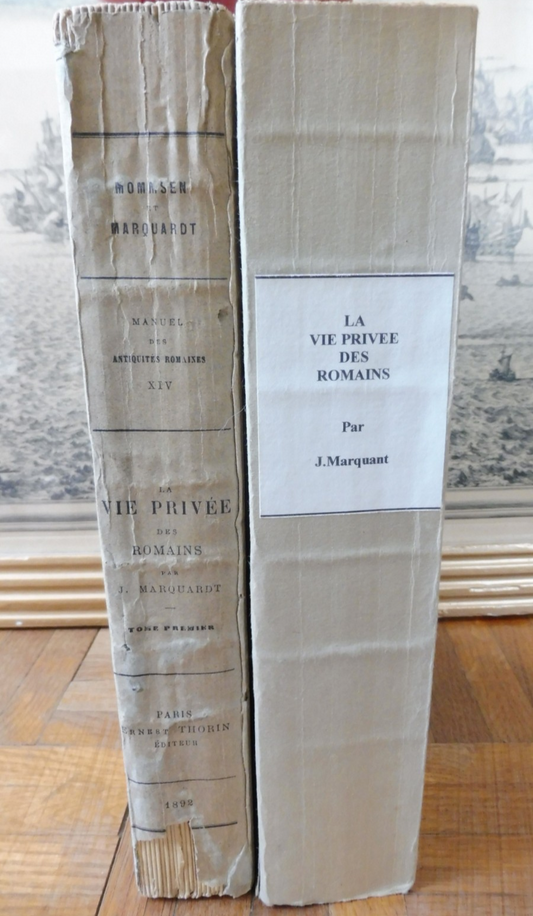 MOMMSEN
ET
MARQUARDT
MANUEL
DES
ANTIQUITÉS ROMAINES
XIV
LA
VIE PRIVÉE
DES
ROMAINS
PAR
J. MARQUARDT
TOME PREMIER
PARIS
ERNEST THORIN
ÉDITEUR
1892
LA
VIE PRIVEE
DES
ROMAINS
Par
J.Marquant